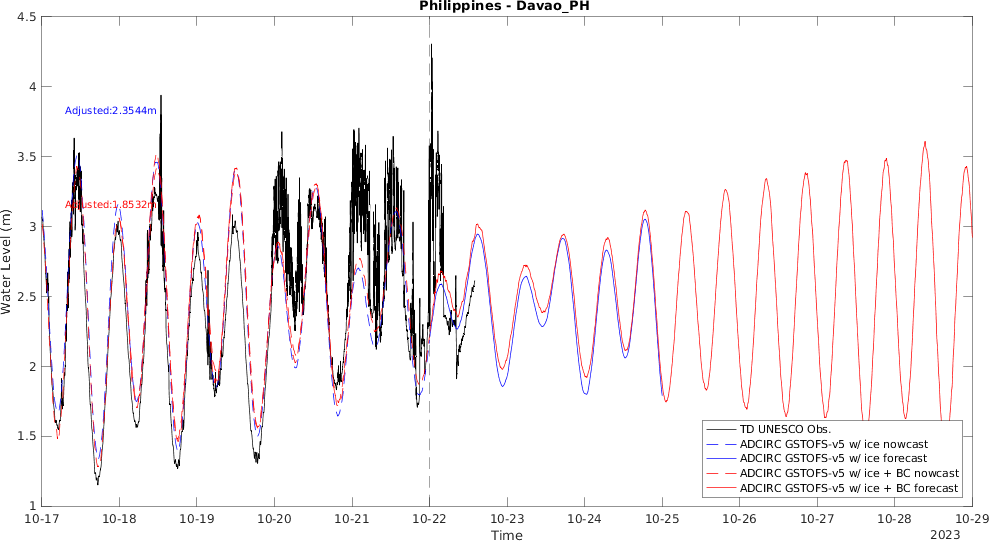 Philippines - Davao_PH
4.5
4
3.5
3
2.5
2
1.5
1
Water Level (m)
Adjusted:2.3544m
Adjusted:1.8532m
TD UNESCO Obs.
ADCIRC GSTOFS-v5 w/ ice nowcast
ADCIRC GSTOFS-v5 w/ ice forecast
ADCIRC GSTOFS-v5 w/ ice + BC nowcast
ADCIRC GSTOFS-v5 w/ ice + BC forecast
10-17 10-18 10-19 10-20 10-21 10-22 10-23 10-24 10-25 10-26 10-27 10-28 10-29
Time
2023